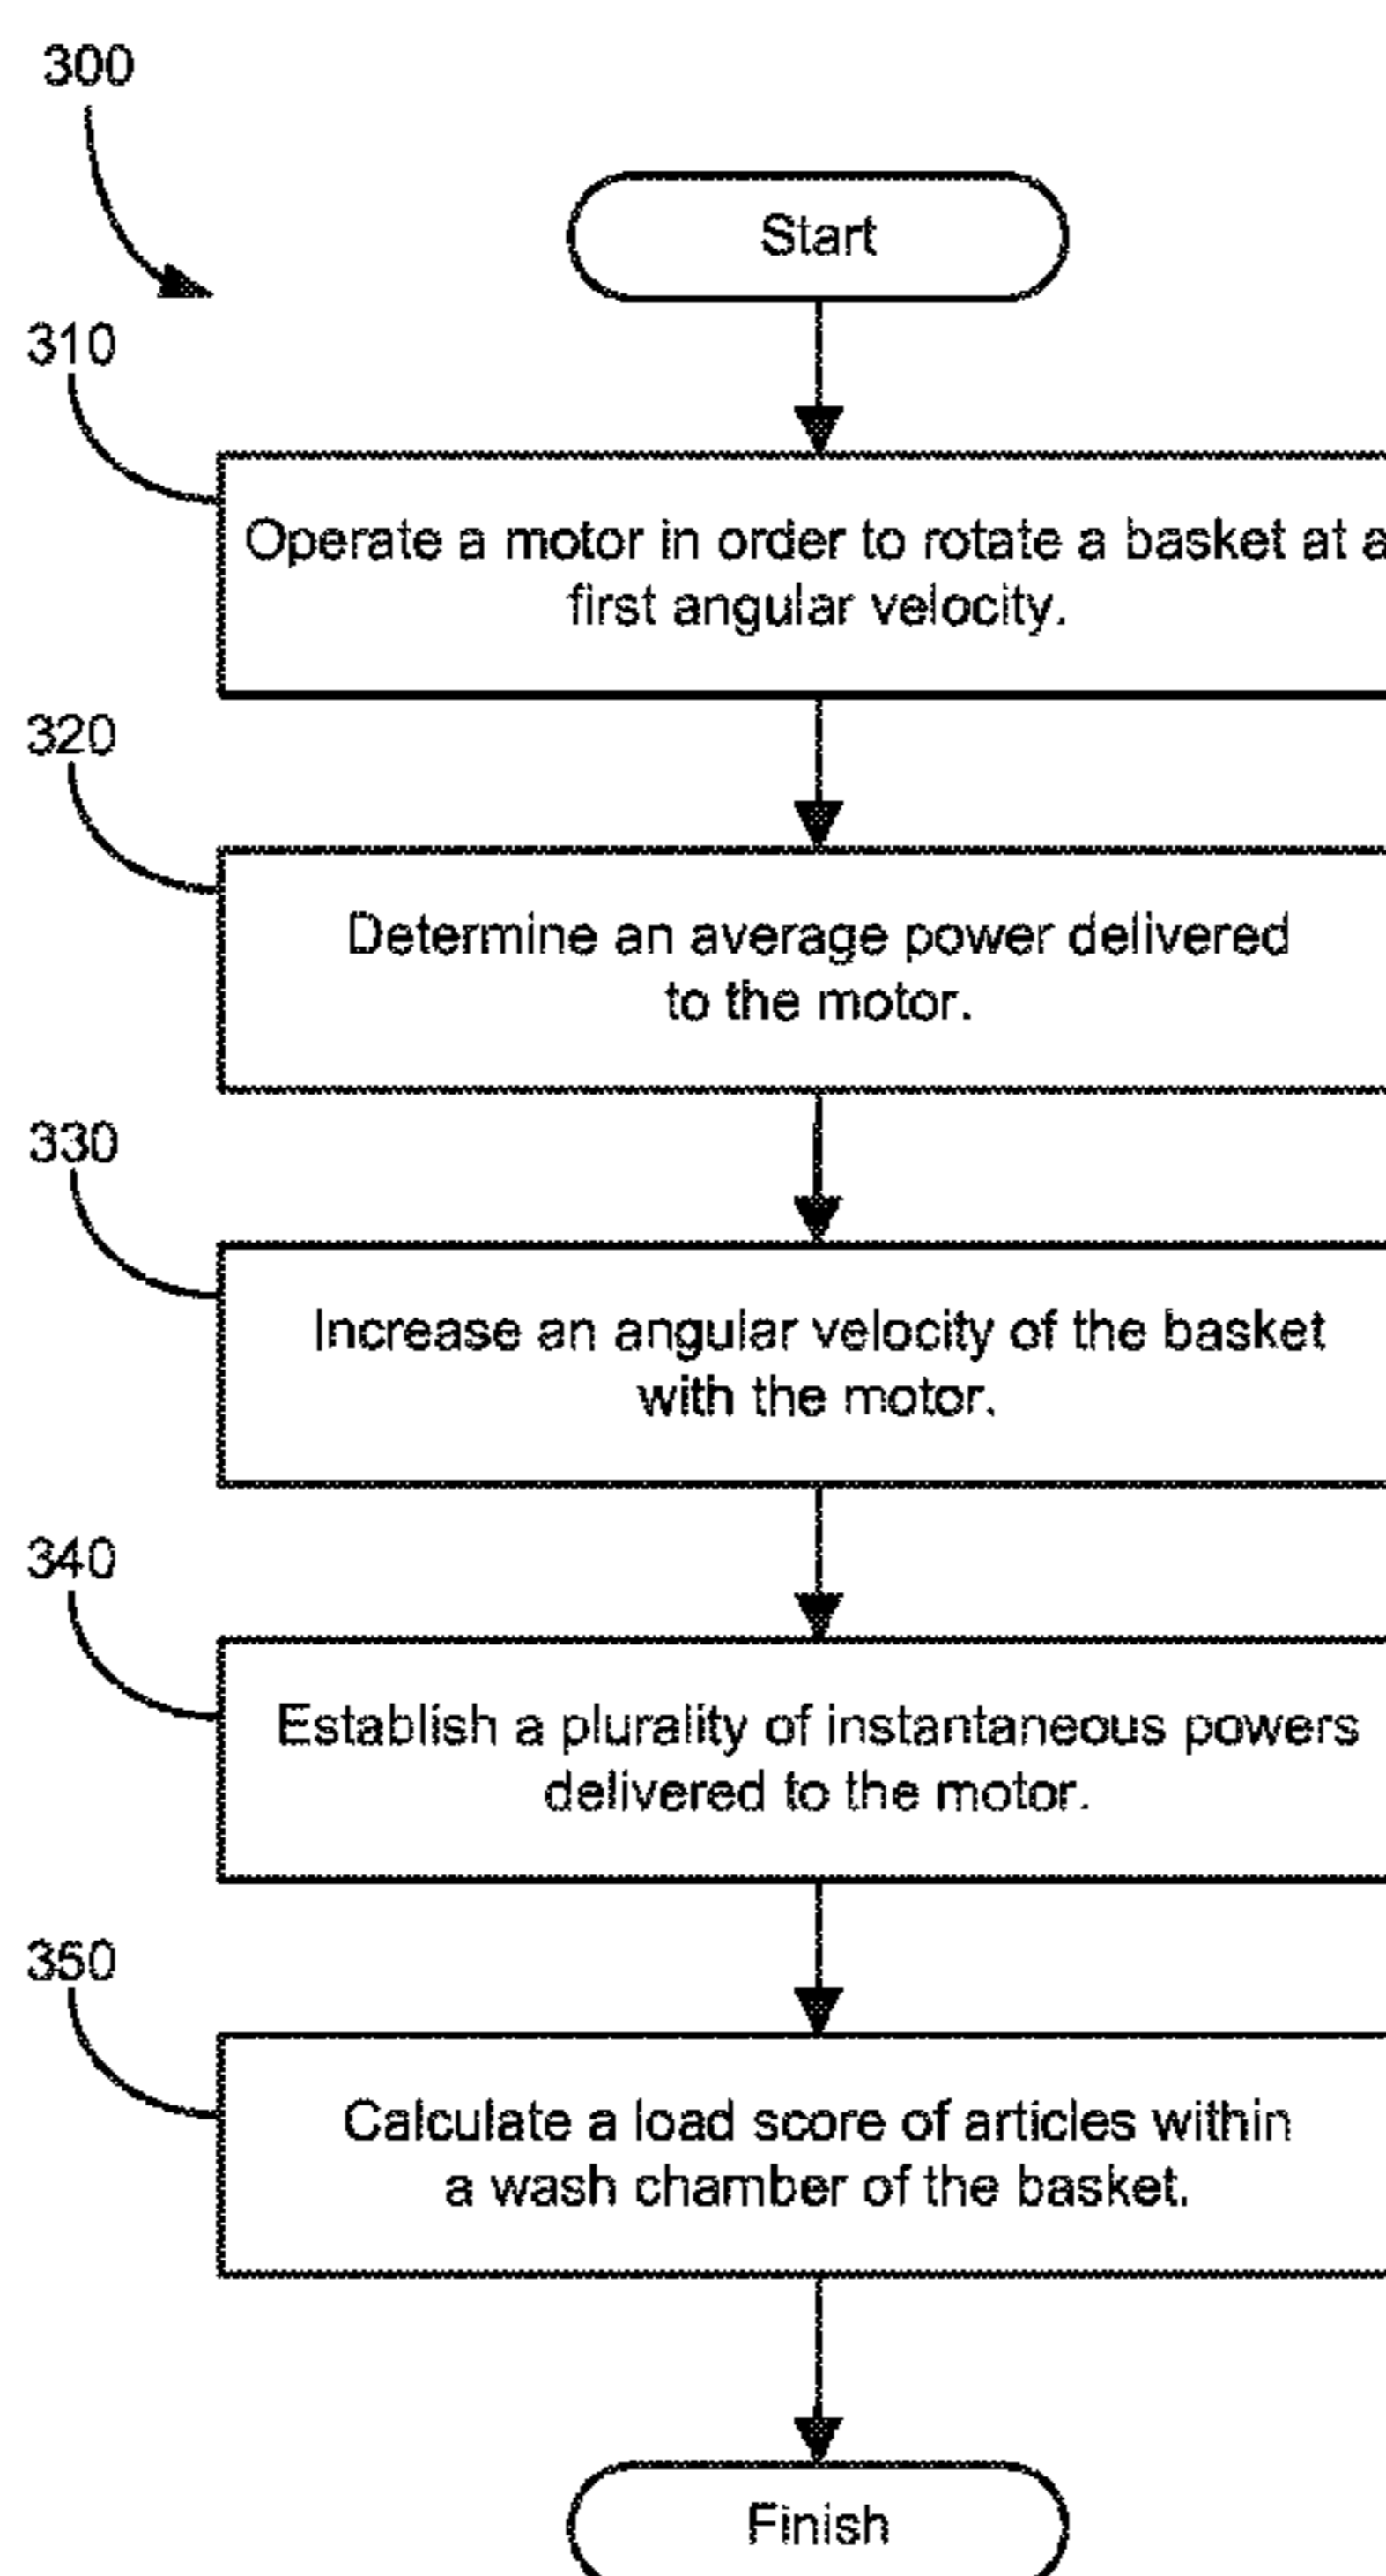 300
Start
310
Operate a motor in order to rotate a basket at a
first angular velocity.
320
Determine an average power delivered
to the motor.
330
Increase an angular velocity of the basket
with the motor.
340
Establish a plurality of instantaneous powers
delivered to the motor.
350
Calculate a load score of articles within
a wash chamber of the basket.
Finish